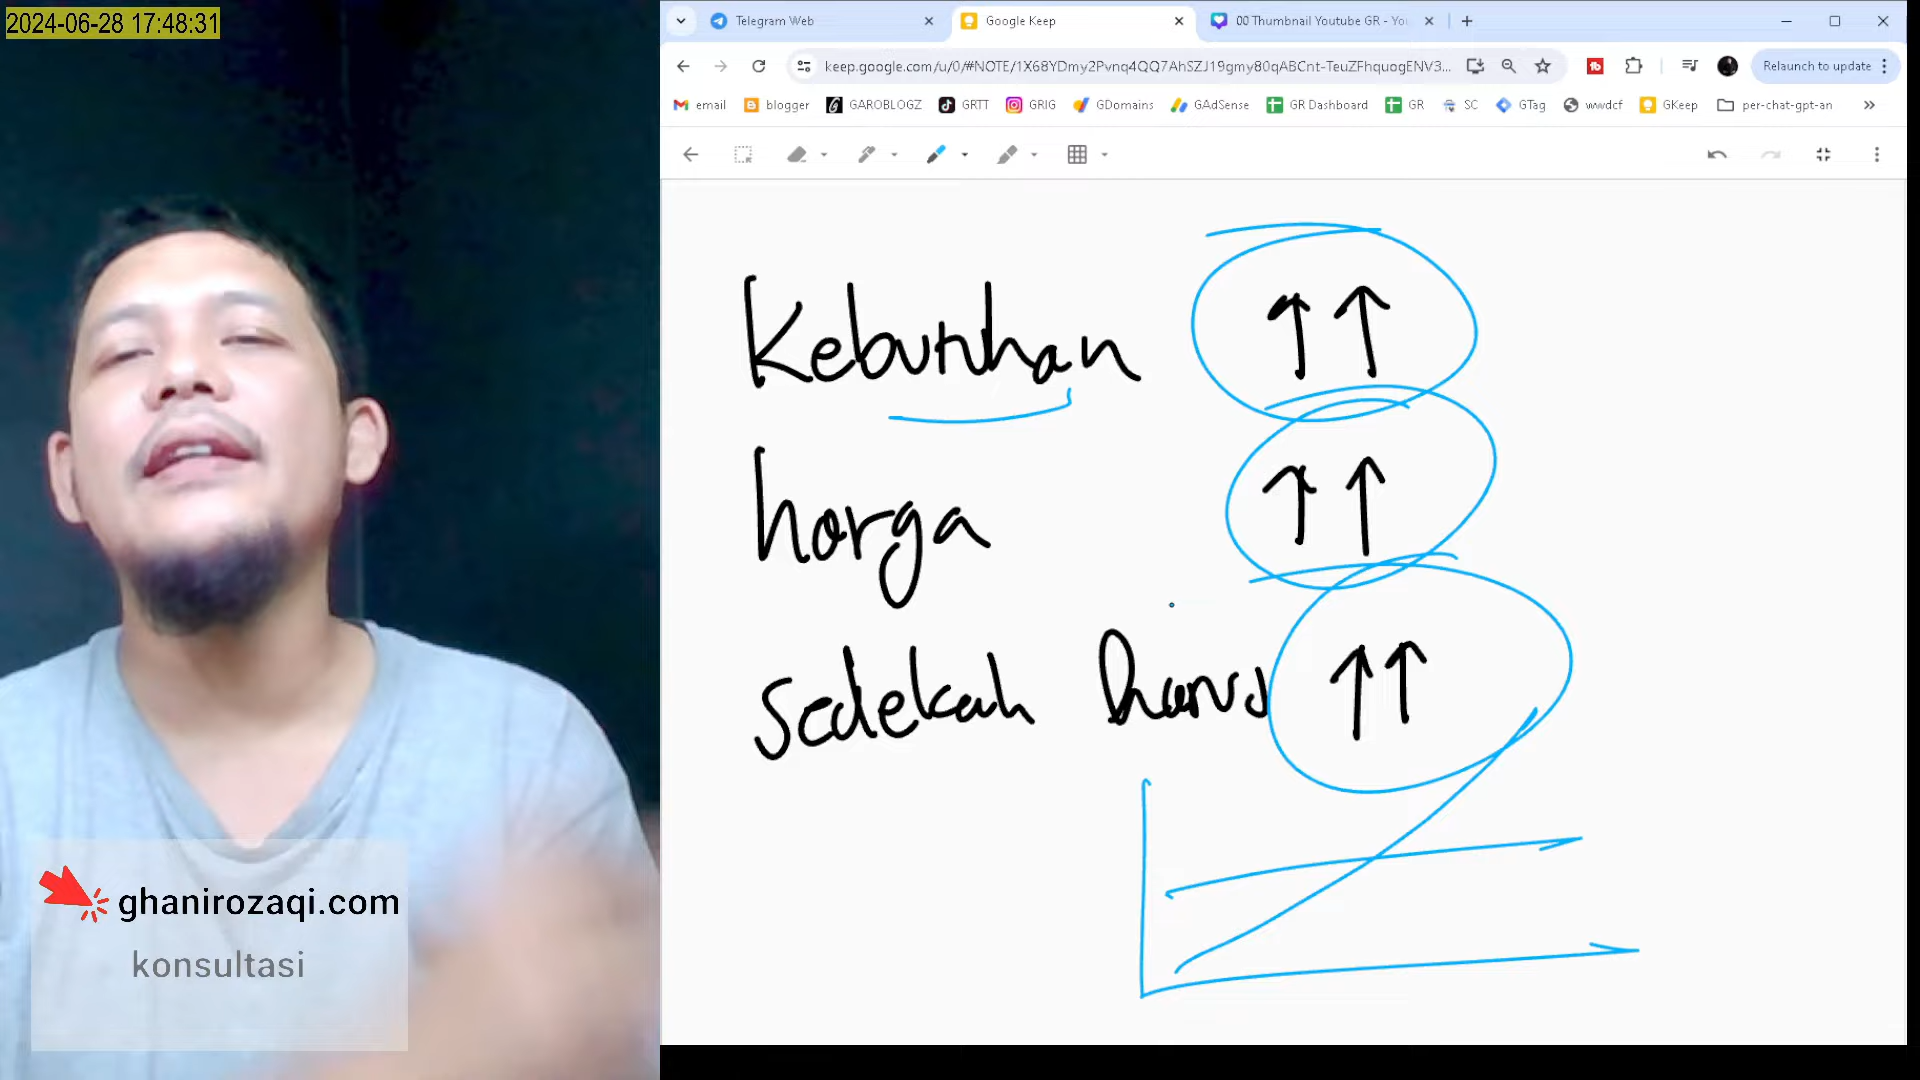 2024-06-28 17:48:31
Telegram Web
Google Keep
00 Thumbnail Youtube GR - You
keep.google.com/u/0/#NOTE/1X68YDmy2Pvnq4QQ7AhSZJ19gmy80qABCnt-TeuZFhquogENV3...
Relaunch to update
email
blogger
GAROBLOGZ
GRTT
GRIG
GDomains
GAdSense
GR Dashboard
GR
SC
GTag
wwdcf
GKeep
per-chat-gpt-an
Kebutuhan ↑↑
harga ↑↑
sedekah harus ↑↑
ghanirozaqi.com
konsultasi